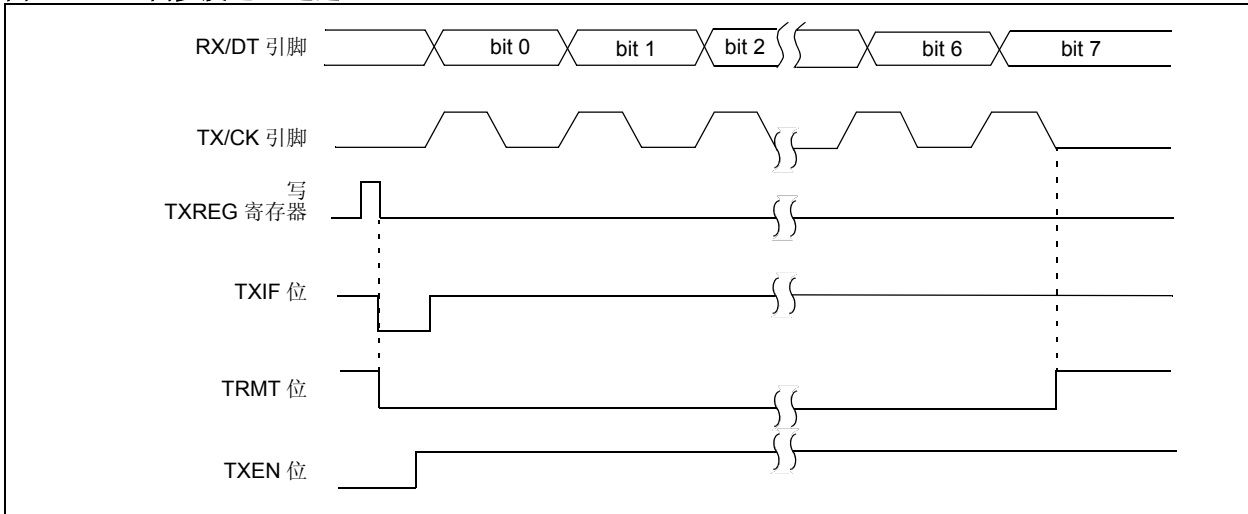 RX/DT 引脚
bit 0 bit 1 bit 2 bit 6 bit 7
TX/CK 引脚
写
TXREG 寄存器
TXIF 位
TRMT 位
TXEN 位